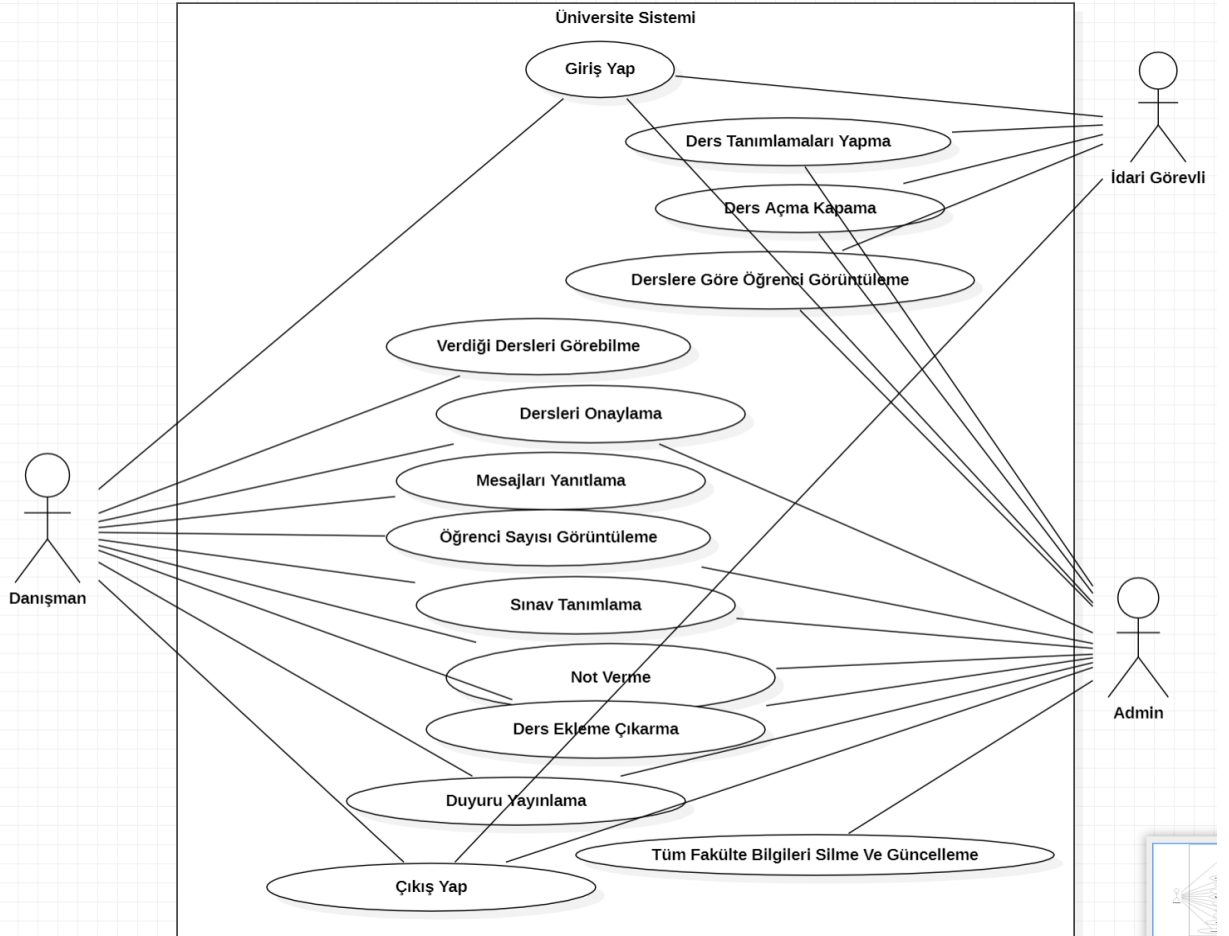 Üniversite Sistemi
Giriş Yap
Ders Tanımlamaları Yapma
İdari Görevli
Ders Açma Kapama
Derslere Göre Öğrenci Görüntüleme
Verdiği Dersleri Görebilme
Dersleri Onaylama
Mesajları Yanıtlama
Öğrenci Sayısı Görüntüleme
Danışman
Sınav Tanımlama
Not Verme
Admin
Ders Ekleme Çıkarma
Duyuru Yayınlama
Tüm Fakülte Bilgileri Silme Ve Güncelleme
Çıkış Yap